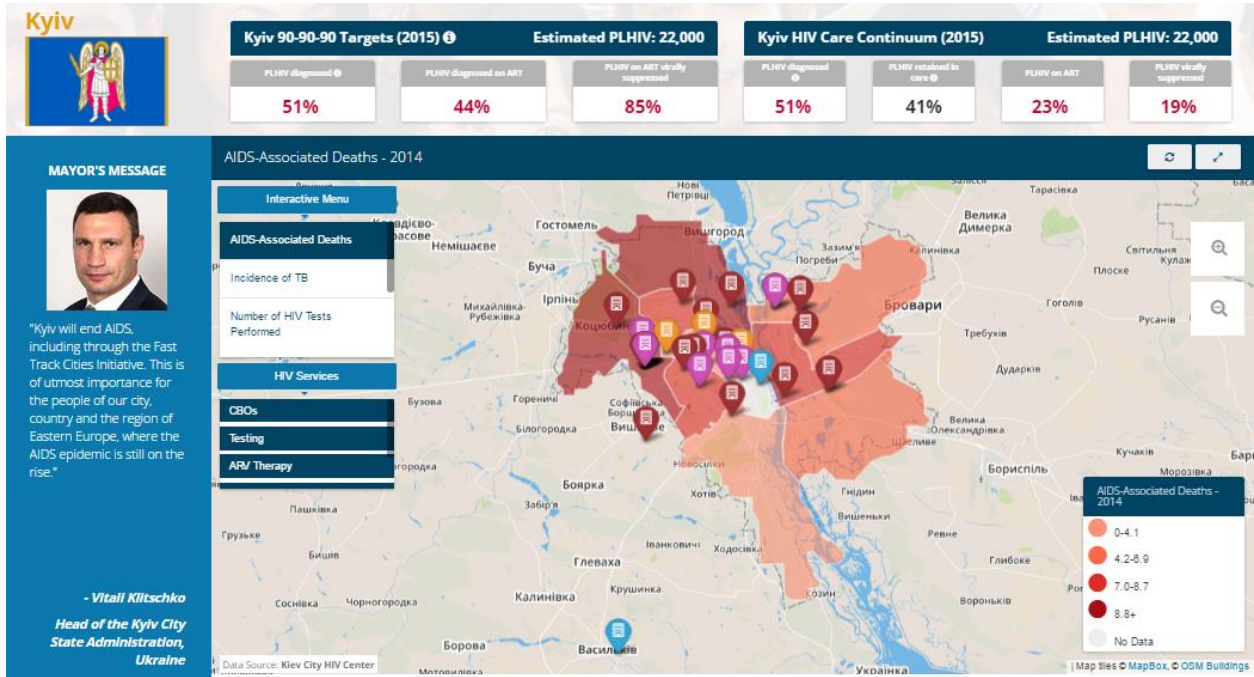 Kyiv
Kyiv 90-90-90 Targets (2015)
Estimated PLHIV: 22,000
PLHIV diagnosed
PLHIV diagnosed on ART
PLHIV on ART virally
suppressed
51%
44%
85%
Kyiv HIV Care Continuum (2015)
Estimated PLHIV: 22,000
PLHIV diagnosed
PLHIV retained in
care
PLHIV on ART
PLHIV virally
suppressed
51%
41%
23%
19%
MAYOR'S MESSAGE
"Kyiv will end AIDS,
including through the Fast
Track Cities Initiative. This is
of utmost importance for
the people of our city,
country and the region of
Eastern Europe, where the
AIDS epidemic is still on the
rise."
- Vitali Klitschko
Head of the Kyiv City
State Administration,
Ukraine
AIDS-Associated Deaths - 2014
Interactive Menu
AIDS-Associated Deaths
Incidence of TB
Number of HIV Tests
Performed
HIV Services
CBOs
Testing
ARV Therapy
Нові
Петрівці
Тарасівка
Велика
Димерка
Гостомель
Вишгород
Немішаєве
Зазим'я
Погреби
Калинівка
Світильня
Плоске
Буча
Ірпінь
Михайлівка-
Рубежівка
Бровари
Гоголів
Русанів
Требухів
Дударків
Бузова
Гореничі
Білогородка
Велика
Олександрівка
Щасливе
Бориспіль
Кучаків
Морозівка
Боярка
Хотів
Гнідин
Вишеньки
Пашківка
Забір'я
Грузьке
Іванковичі
Ходосівка
Ревне
Бишів
Глеваха
Глибоке
Соснівка
Чорногородка
Калинівка
Крушинка
Козин
Вороньків
Борова
Васильків
Українка
Мотовилівка
AIDS-Associated Deaths -
2014
0-4.1
4.2-6.9
7.0-8.7
8.8+
No Data
Data Source: Kiev City HIV Center
| Map tiles © MapBox, © OSM Buildings